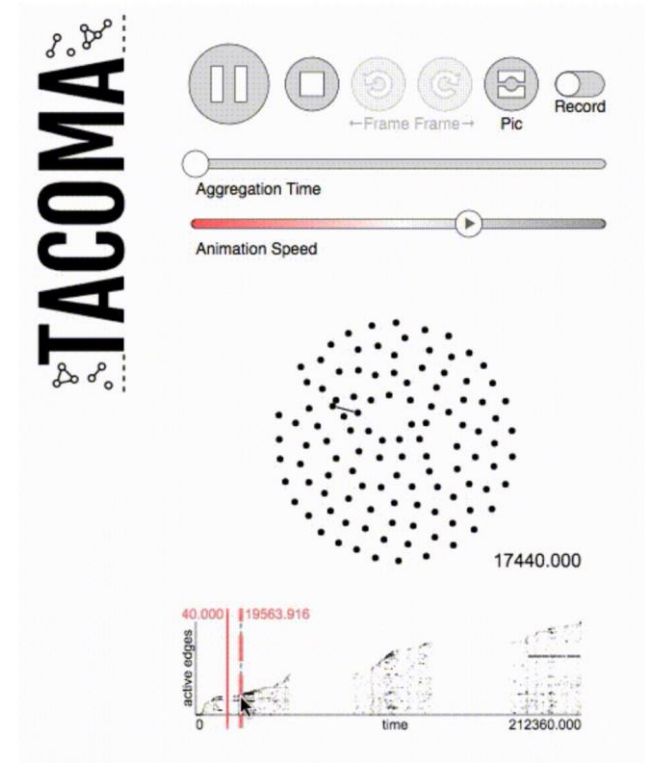 TACOMA
←Frame Frame→
Pic
Record
Aggregation Time
Animation Speed
17440.000
40.000 19563.916
active edges
0 time 212360.000